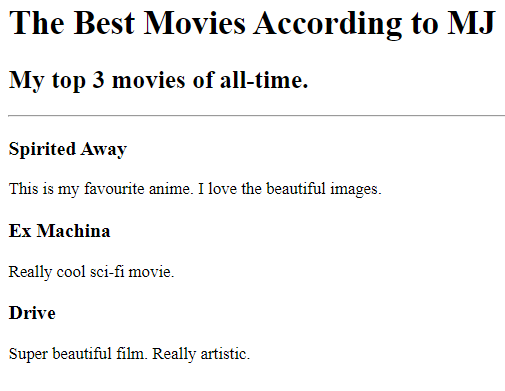 The Best Movies According to MJ
My top 3 movies of all-time.
Spirited Away
This is my favourite anime. I love the beautiful images.
Ex Machina
Really cool sci-fi movie.
Drive
Super beautiful film. Really artistic.